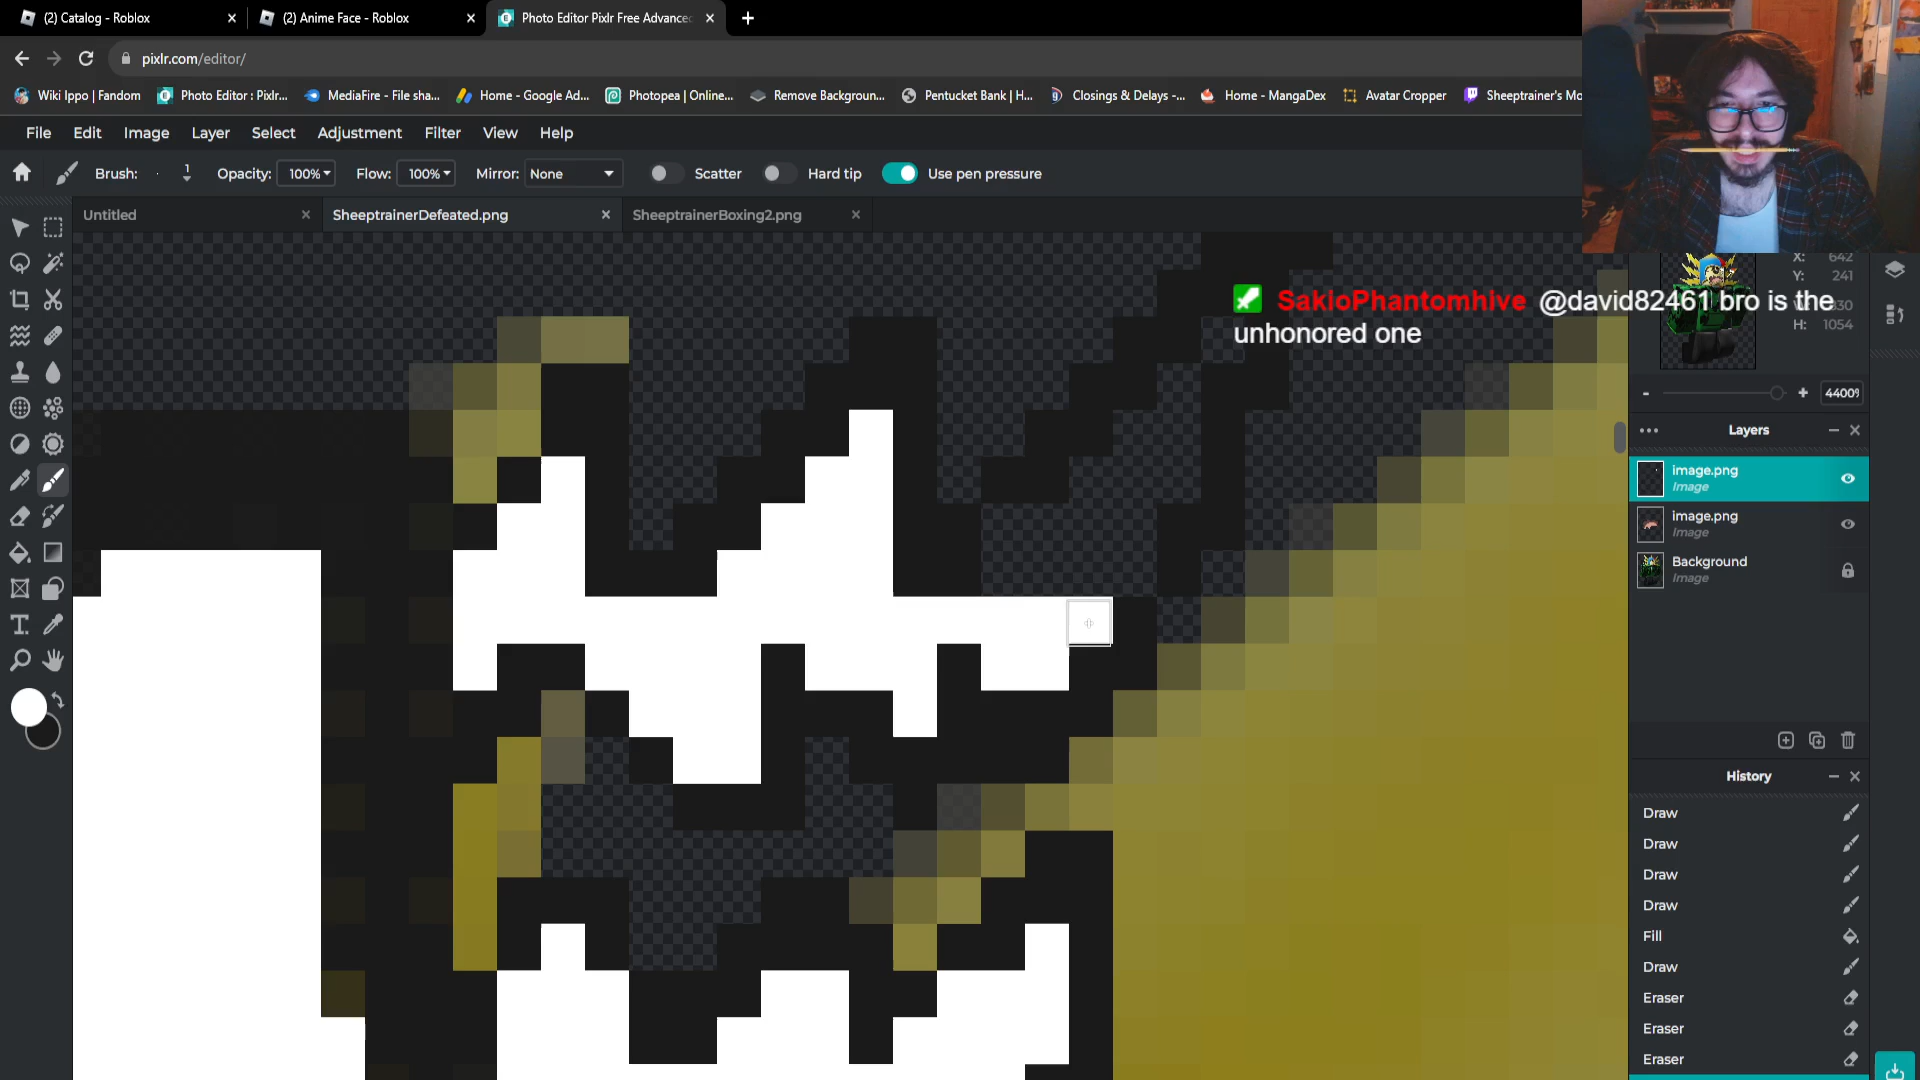 (2) Catalog - Roblox
(2) Anime Face - Roblox
Photo Editor Pixlr Free Advance
pixlr.com/editor/
Wiki Ippo | Fandom
Photo Editor : Pixlr...
MediaFire - File sha...
Home - Google Ad...
Photopea | Online...
Remove Backgroun...
Pentucket Bank | H...
Closings & Delays -...
Home - MangaDex
Avatar Cropper
Sheeptrainer's Mo
File Edit Image Layer Select Adjustment Filter View Help
Brush: 1 Opacity: 100% Flow: 100% Mirror: None Scatter Hard tip Use pen pressure
Untitled
SheeptrainerDefeated.png
SheeptrainerBoxing2.png
X: 642
Y: 241
H: 1054
SakioPhantomhive @david82461 bro is the
unhonored one
4400%
Layers
image.png
Image
image.png
Image
Background
Image
History
Draw
Draw
Draw
Draw
Fill
Draw
Eraser
Eraser
Eraser